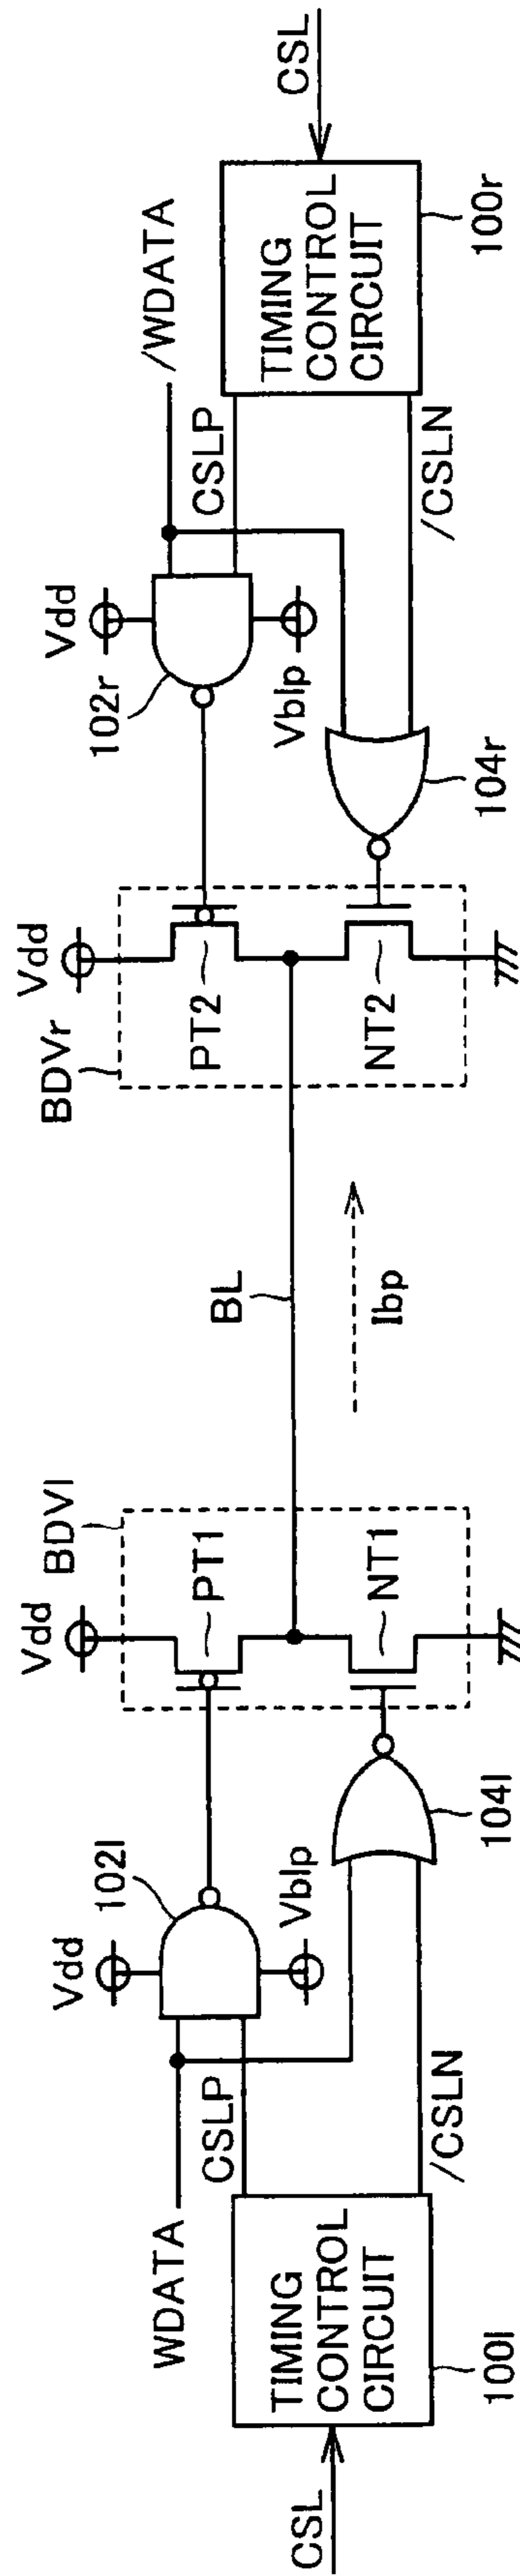 CSL
TIMING
CONTROL
CIRCUIT
100l
WDATA
CSLP
/CSLN
Vdd
102l
Vblp
104l
Vdd
BDVl
PT1
NT1
BL
Ibp
BDVr
Vdd
PT2
NT2
102r
Vdd
Vblp
104r
/WDATA
CSLP
/CSLN
TIMING
CONTROL
CIRCUIT
100r
CSL